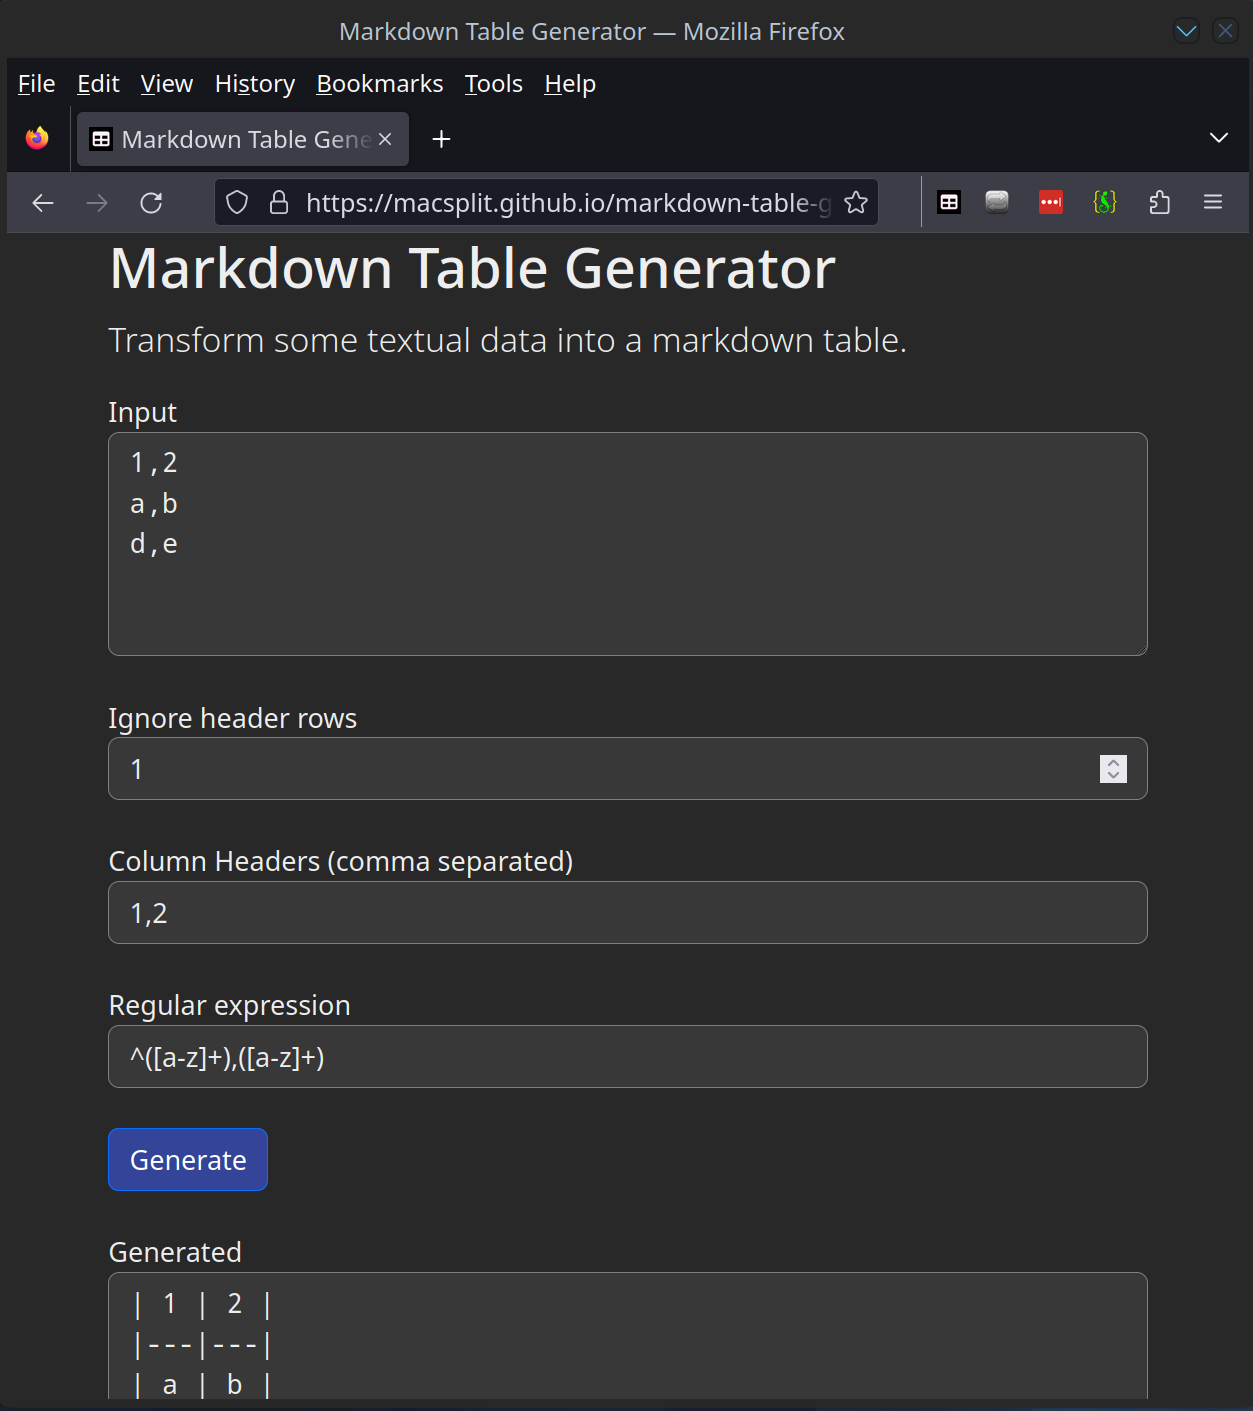 Markdown Table Generator — Mozilla Firefox
File Edit View History Bookmarks Tools Help
Markdown Table Gene
https://macsplit.github.io/markdown-table-g
Markdown Table Generator
Transform some textual data into a markdown table.
Input
1,2
a,b
d,e
Ignore header rows
1
Column Headers (comma separated)
1,2
Regular expression
^([a-z]+),([a-z]+)
Generate
Generated
| 1 | 2 |
|---|---|
| a | b |